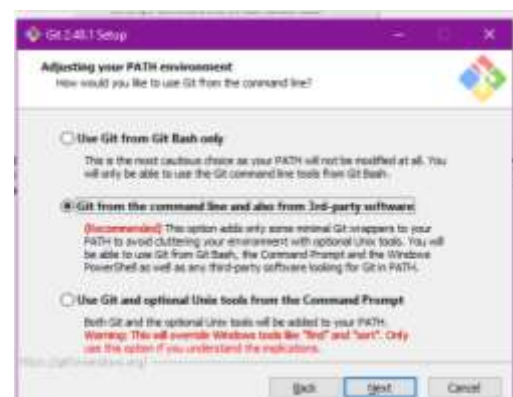 Git 2.48.1 Setup
Adjusting your PATH environment
How would you like to use Git from the command line?
Use Git from Git Bash only
This is the most cautious choice as your PATH will not be modified at all. You
will only be able to use the Git command line tools from Git Bash.
Git from the command line and also from 3rd-party software
(Recommended) This option adds only some minimal Git wrappers to your
PATH to avoid cluttering your environment with optional Unix tools. You will
be able to use Git from Git Bash, the Command Prompt and the Windows
PowerShell as well as any third-party software looking for Git in PATH.
Use Git and optional Unix tools from the Command Prompt
Both Git and the optional Unix tools will be added to your PATH.
Warning: This will override Windows tools like "find" and "sort". Only
use this option if you understand the implications.
https://gitforwindows.org/
Back Next Cancel